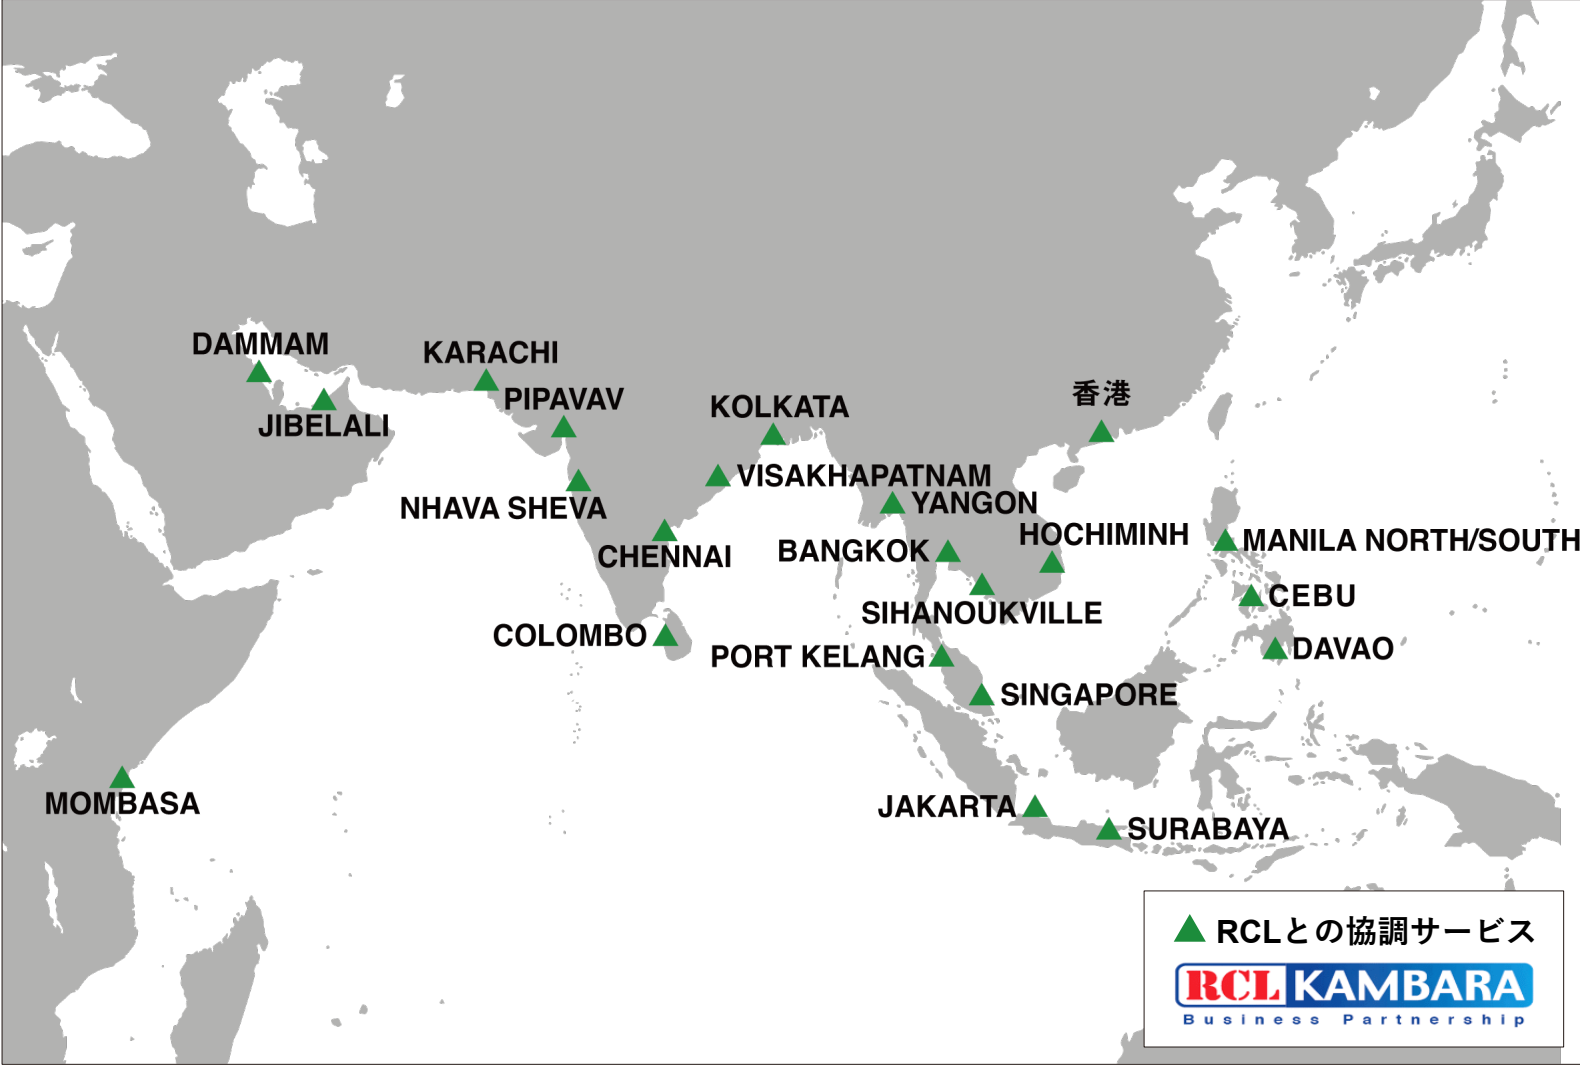 DAMMAM
KARACHI
JIBELALI
PIPAVAV
KOLKATA
香港
NHAVA SHEVA
VISAKHAPATNAM
YANGON
CHENNAI
BANGKOK
HOCHIMINH
MANILA NORTH/SOUTH
SIHANOUKVILLE
CEBU
COLOMBO
PORT KELANG
DAVAO
SINGAPORE
MOMBASA
JAKARTA
SURABAYA
RCLとの協調サービス
RCL KAMBARA
Business Partnership